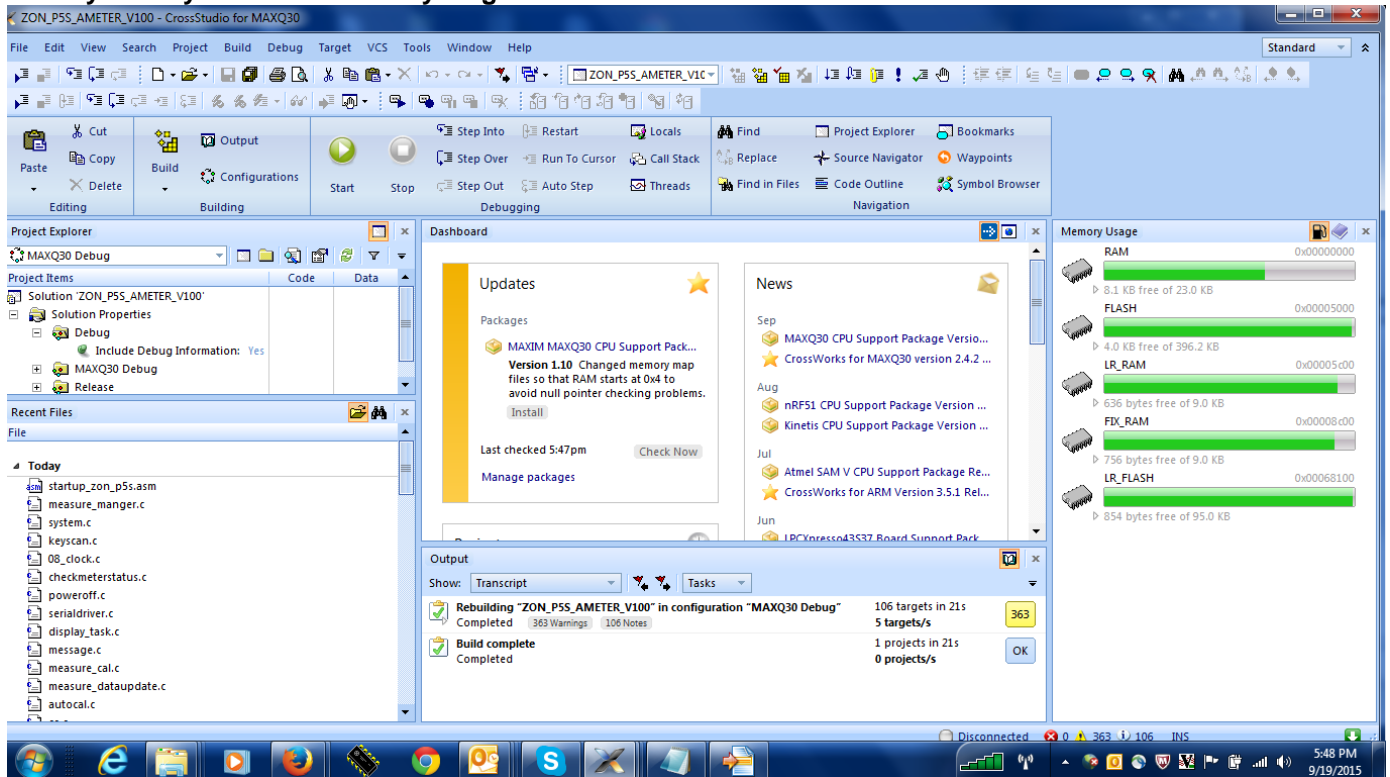 ZON_P5S_AMETER_V100 - CrossStudio for MAXQ30
File Edit View Search Project Build Debug Target VCS Tools Window Help
Standard
ZON_P5S_AMETER_V1C
Paste
Cut
Copy
Delete
Editing
Build
Output
Configurations
Building
Start
Stop
Step Into Restart Locals
Step Over Run To Cursor Call Stack
Step Out Auto Step Threads
Debugging
Find Project Explorer Bookmarks
Replace Source Navigator Waypoints
Find in Files Code Outline Symbol Browser
Navigation
Project Explorer
MAXQ30 Debug
Project Items Code Data
Solution 'ZON_P5S_AMETER_V100'
Solution Properties
Debug
Include Debug Information: Yes
MAXQ30 Debug
Release
Recent Files
File
Today
startup_zon_p5s.asm
measure_manger.c
system.c
keyscan.c
08_clock.c
checkmeterstatus.c
poweroff.c
serialdriver.c
display_task.c
message.c
measure_cal.c
measure_dataupdate.c
autocal.c
Dashboard
Updates
Packages
MAXIM MAXQ30 CPU Support Pack...
Version 1.10 Changed memory map
files so that RAM starts at 0x4 to
avoid null pointer checking problems.
Install
Last checked 5:47pm Check Now
Manage packages
News
Sep
MAXQ30 CPU Support Package Versio...
CrossWorks for MAXQ30 version 2.4.2 ...
Aug
nRF51 CPU Support Package Version ...
Kinetis CPU Support Package Version ...
Jul
Atmel SAM V CPU Support Package Re...
CrossWorks for ARM Version 3.5.1 Rel...
Jun
LPCXpresso43S37 Board Support Pack
Output
Show: Transcript Tasks
Rebuilding "ZON_P5S_AMETER_V100" in configuration "MAXQ30 Debug" 106 targets in 21s
Completed 363 Warnings 106 Notes 5 targets/s
363
Build complete 1 projects in 21s
Completed 0 projects/s
OK
Memory Usage
RAM 0x00000000
8.1 KB free of 23.0 KB
FLASH 0x00005000
4.0 KB free of 396.2 KB
LR_RAM 0x00005c00
636 bytes free of 9.0 KB
FIX_RAM 0x00008c00
756 bytes free of 9.0 KB
LR_FLASH 0x00068100
854 bytes free of 95.0 KB
Disconnected 0 363 106 INS
5:48 PM
9/19/2015